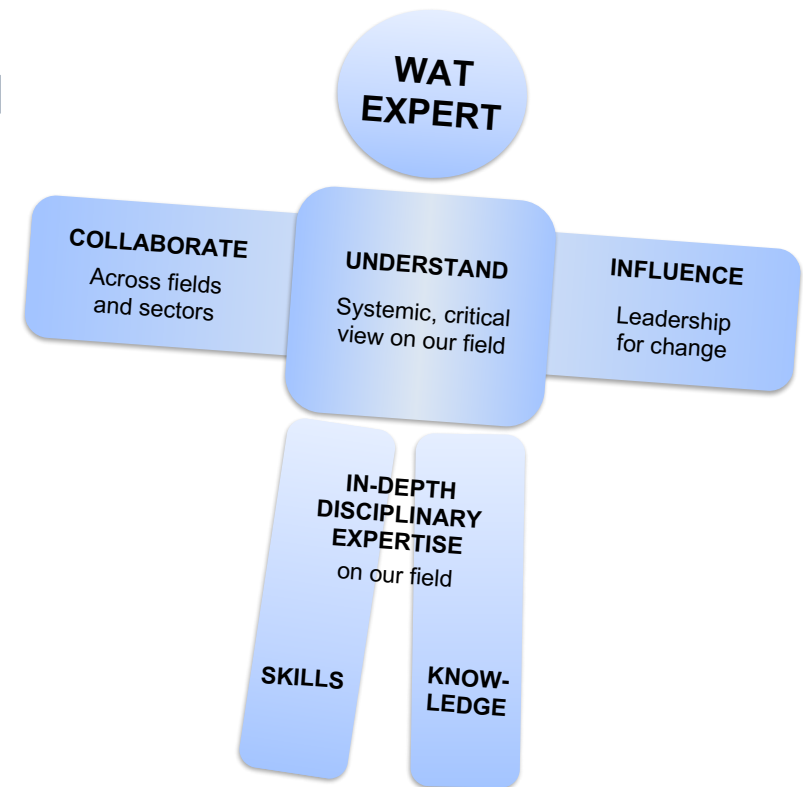 WAT
EXPERT
COLLABORATE
Across fields
and sectors
UNDERSTAND
Systemic, critical
view on our field
INFLUENCE
Leadership
for change
IN-DEPTH
DISCIPLINARY
EXPERTISE
on our field
SKILLS
KNOW-
LEDGE